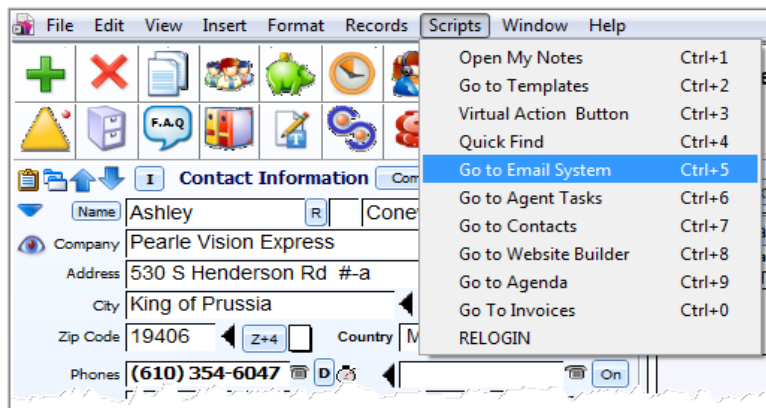 File Edit View Insert Format Records Scripts Window Help
Open My Notes Ctrl+1
Go to Templates Ctrl+2
Virtual Action Button Ctrl+3
Quick Find Ctrl+4
Go to Email System Ctrl+5
Go to Agent Tasks Ctrl+6
Go to Contacts Ctrl+7
Go to Website Builder Ctrl+8
Go to Agenda Ctrl+9
Go To Invoices Ctrl+0
RELOGIN
F.A.Q
I Contact Information
Name Ashley R
Company Pearle Vision Express
Address 530 S Henderson Rd #-a
City King of Prussia
Zip Code 19406 Z+4 Country
Phones (610) 354-6047 D On